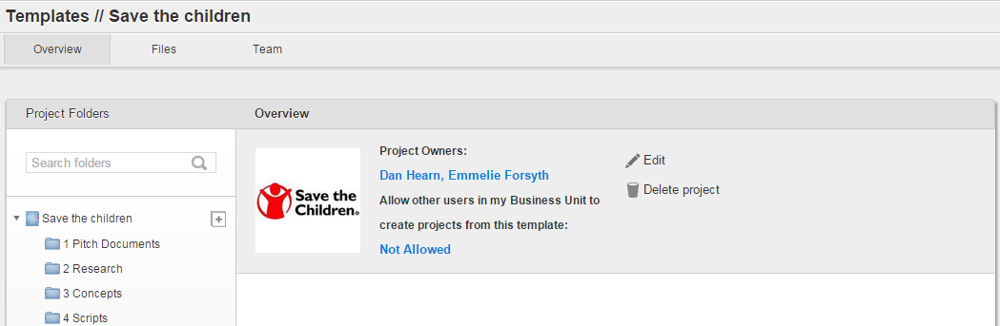 Templates // Save the children
Overview
Files
Team
Project Folders
Overview
Search folders
Save the children
1 Pitch Documents
2 Research
3 Concepts
4 Scripts
Save the
Children®
Project Owners:
Dan Hearn, Emmelie Forsyth
Allow other users in my Business Unit to
create projects from this template:
Not Allowed
Edit
Delete project